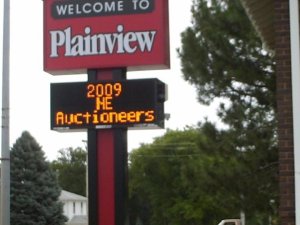 WELCOME TO
Plainview
2009
NE
Auctioneers